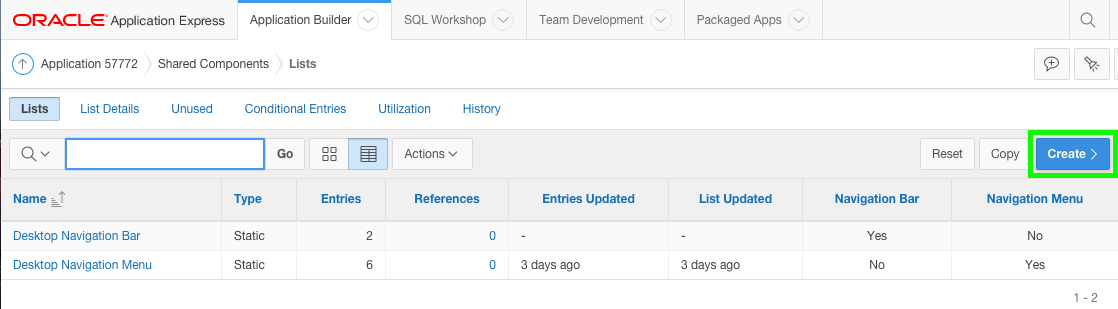 ORACLE Application Express Application Builder SQL Workshop Team Development Packaged Apps
Application 57772 Shared Components Lists
Lists List Details Unused Conditional Entries Utilization History
Go Actions Reset Copy Create
Name Type Entries References Entries Updated List Updated Navigation Bar Navigation Menu
Desktop Navigation Bar Static 2 0 - - Yes No
Desktop Navigation Menu Static 6 0 3 days ago 3 days ago No Yes
1 - 2